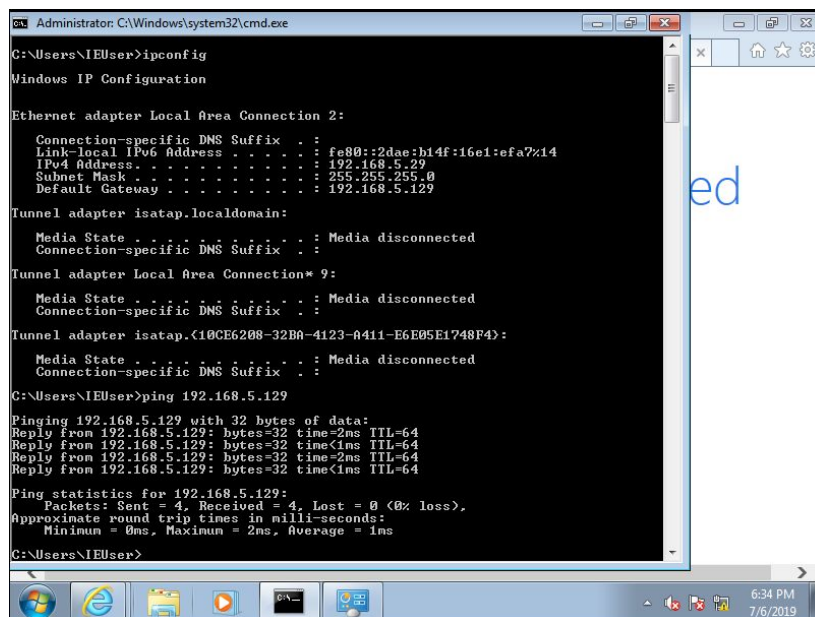 Administrator: C:\Windows\system32\cmd.exe
C:\Users\IEUser>ipconfig
Windows IP Configuration
Ethernet adapter Local Area Connection 2:
Connection-specific DNS Suffix . :
Link-local IPv6 Address . . . . . : fe80::2dae:b14f:16e1:efa7%14
IPv4 Address. . . . . . . . . . . : 192.168.5.29
Subnet Mask . . . . . . . . . . . : 255.255.255.0
Default Gateway . . . . . . . . . : 192.168.5.129
Tunnel adapter isatap.localdomain:
Media State . . . . . . . . . . . : Media disconnected
Connection-specific DNS Suffix . :
Tunnel adapter Local Area Connection* 9:
Media State . . . . . . . . . . . : Media disconnected
Connection-specific DNS Suffix . :
Tunnel adapter isatap.{10CE6208-32BA-4123-A411-E6E05E1748F4}:
Media State . . . . . . . . . . . : Media disconnected
Connection-specific DNS Suffix . :
C:\Users\IEUser>ping 192.168.5.129
Pinging 192.168.5.129 with 32 bytes of data:
Reply from 192.168.5.129: bytes=32 time=2ms TTL=64
Reply from 192.168.5.129: bytes=32 time<1ms TTL=64
Reply from 192.168.5.129: bytes=32 time=2ms TTL=64
Reply from 192.168.5.129: bytes=32 time<1ms TTL=64
Ping statistics for 192.168.5.129:
Packets: Sent = 4, Received = 4, Lost = 0 (0% loss),
Approximate round trip times in milli-seconds:
Minimum = 0ms, Maximum = 2ms, Average = 1ms
C:\Users\IEUser>
ed
6:34 PM
7/6/2019